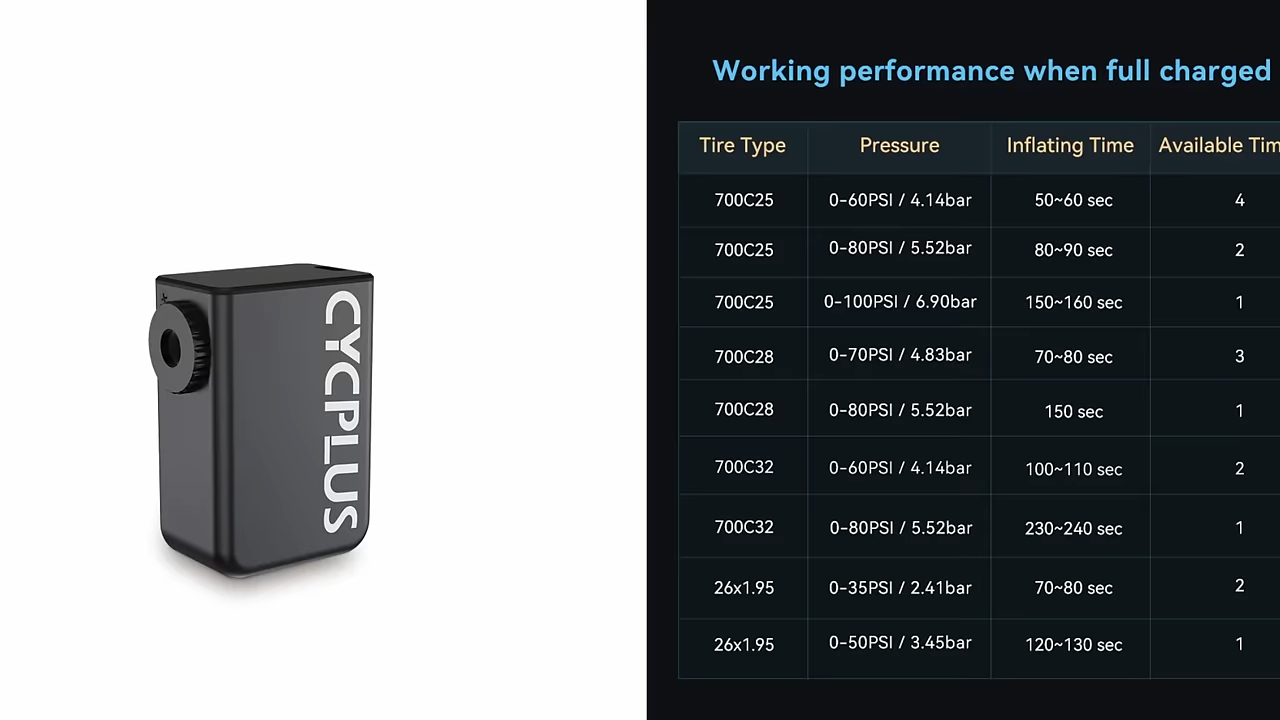 CYCPLUS
Working performance when full charged
Tire Type Pressure Inflating Time Available Tim
700C25 0-60PSI / 4.14bar 50~60 sec 4
700C25 0-80PSI / 5.52bar 80~90 sec 2
700C25 0-100PSI / 6.90bar 150~160 sec 1
700C28 0-70PSI / 4.83bar 70~80 sec 3
700C28 0-80PSI / 5.52bar 150 sec 1
700C32 0-60PSI / 4.14bar 100~110 sec 2
700C32 0-80PSI / 5.52bar 230~240 sec 1
26x1.95 0-35PSI / 2.41bar 70~80 sec 2
26x1.95 0-50PSI / 3.45bar 120~130 sec 1